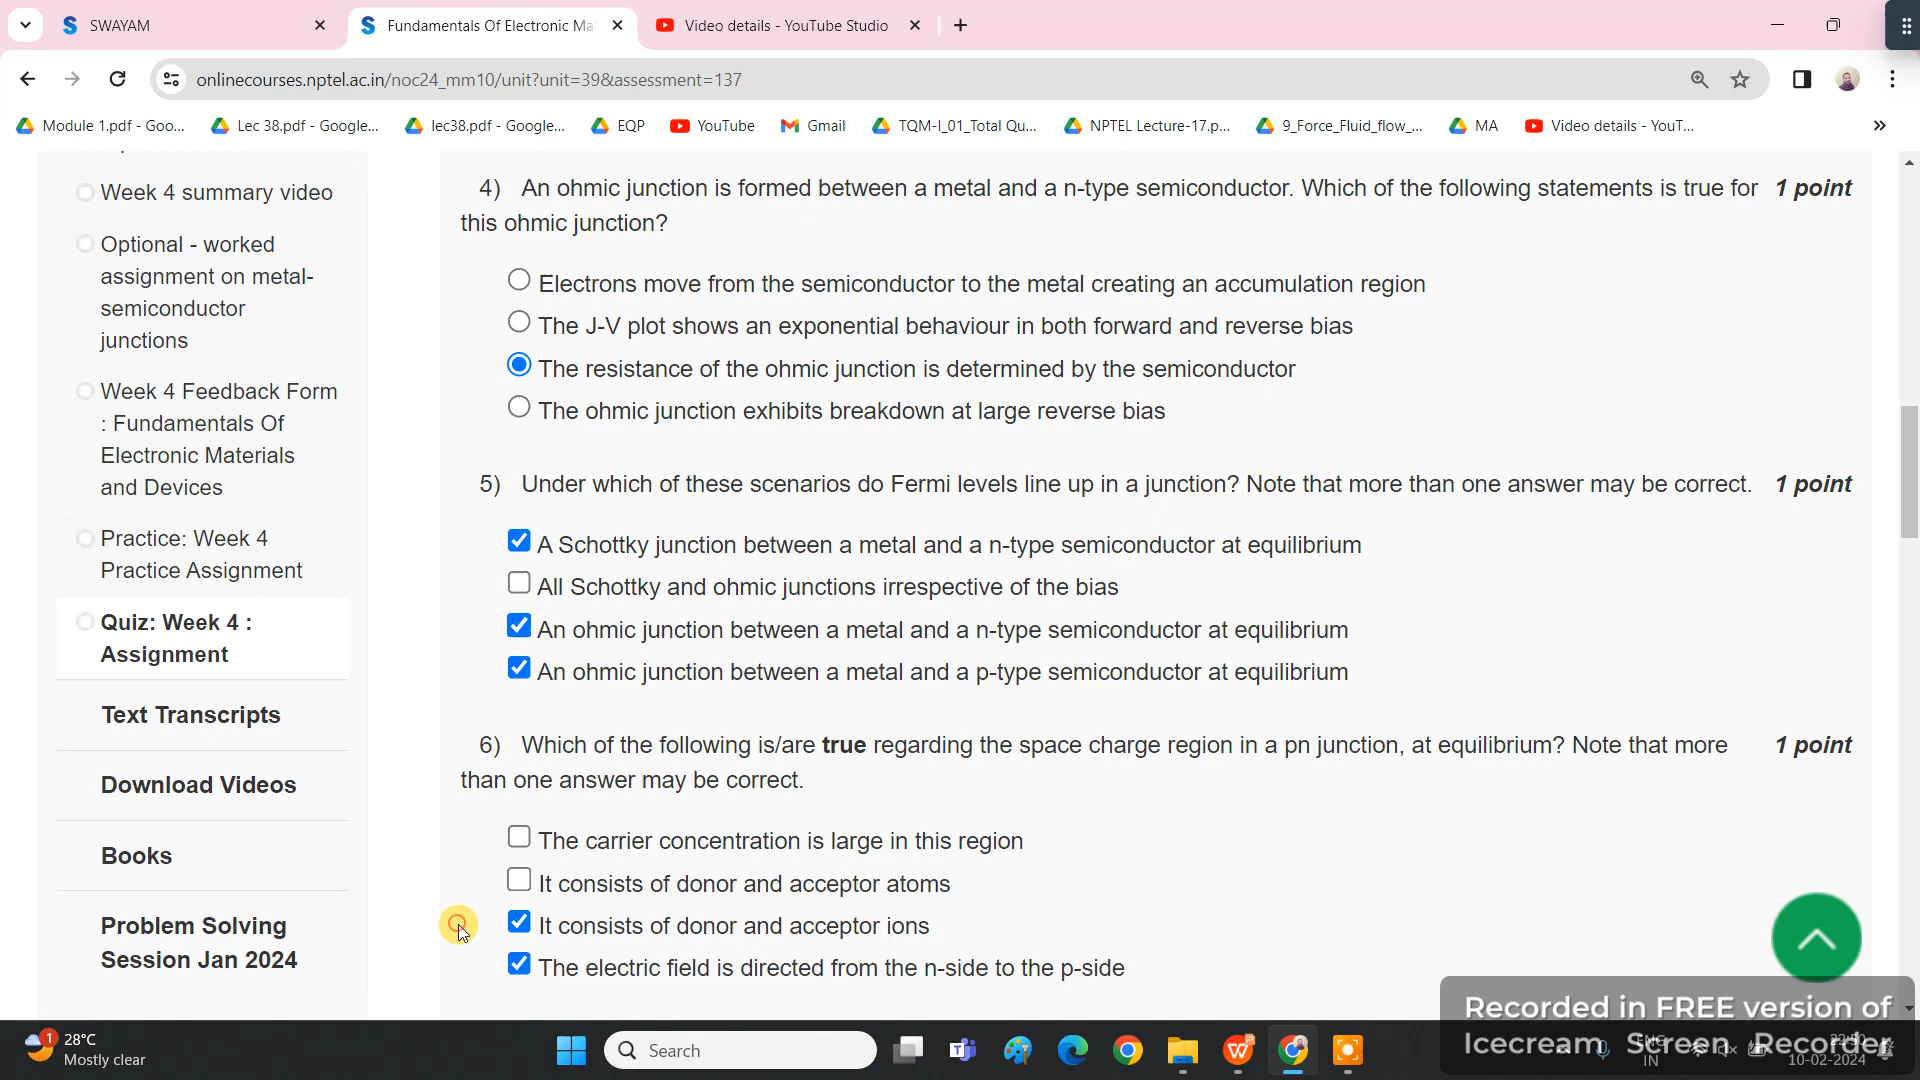 SWAYAM
Fundamentals Of Electronic Ma
Video details - YouTube Studio
onlinecourses.nptel.ac.in/noc24_mm10/unit?unit=39&assessment=137
Module 1.pdf - Goo...
Lec 38.pdf - Google...
lec38.pdf - Google...
EQP
YouTube
Gmail
TQM-I_01_Total Qu...
NPTEL Lecture-17.p...
9_Force_Fluid_flow_...
MA
Video details - YouT...
Week 4 summary video
Optional - worked
assignment on metal-
semiconductor
junctions
Week 4 Feedback Form
: Fundamentals Of
Electronic Materials
and Devices
Practice: Week 4
Practice Assignment
Quiz: Week 4 :
Assignment
Text Transcripts
Download Videos
Books
Problem Solving
Session Jan 2024
4) An ohmic junction is formed between a metal and a n-type semiconductor. Which of the following statements is true for 1 point
this ohmic junction?
Electrons move from the semiconductor to the metal creating an accumulation region
The J-V plot shows an exponential behaviour in both forward and reverse bias
The resistance of the ohmic junction is determined by the semiconductor
The ohmic junction exhibits breakdown at large reverse bias
5) Under which of these scenarios do Fermi levels line up in a junction? Note that more than one answer may be correct. 1 point
A Schottky junction between a metal and a n-type semiconductor at equilibrium
All Schottky and ohmic junctions irrespective of the bias
An ohmic junction between a metal and a n-type semiconductor at equilibrium
An ohmic junction between a metal and a p-type semiconductor at equilibrium
6) Which of the following is/are true regarding the space charge region in a pn junction, at equilibrium? Note that more 1 point
than one answer may be correct.
The carrier concentration is large in this region
It consists of donor and acceptor atoms
It consists of donor and acceptor ions
The electric field is directed from the n-side to the p-side
Recorded in FREE version of
Icecream Screen Recorder
1
28°C
Mostly clear
Search
ENG
IN
10-02-2024